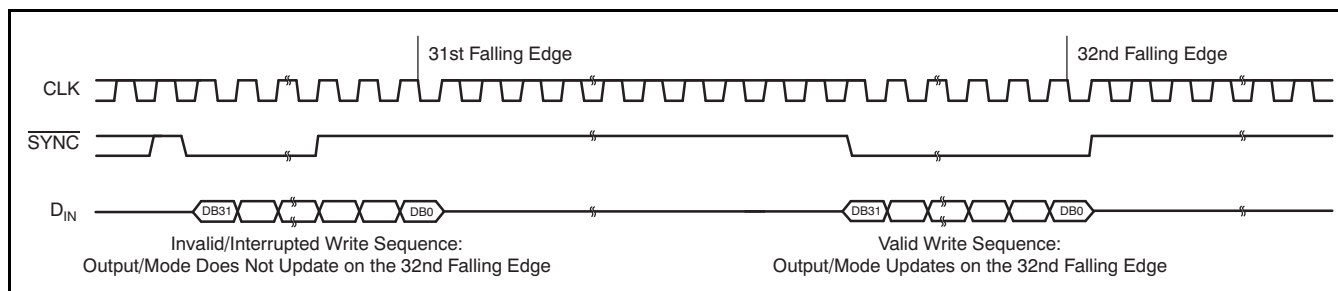 31st Falling Edge
32nd Falling Edge
CLK
SYNC
DIN
DB31
DB0
DB31
DB0
Invalid/Interrupted Write Sequence:
Output/Mode Does Not Update on the 32nd Falling Edge
Valid Write Sequence:
Output/Mode Updates on the 32nd Falling Edge